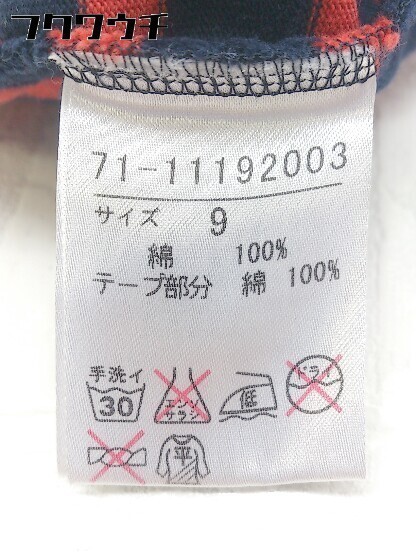 フクウウチ
71-11192003
サイズ 9
綿 100%
テープ部分 綿 100%
手洗イ エンソサラシ 低 ドライ
30
平